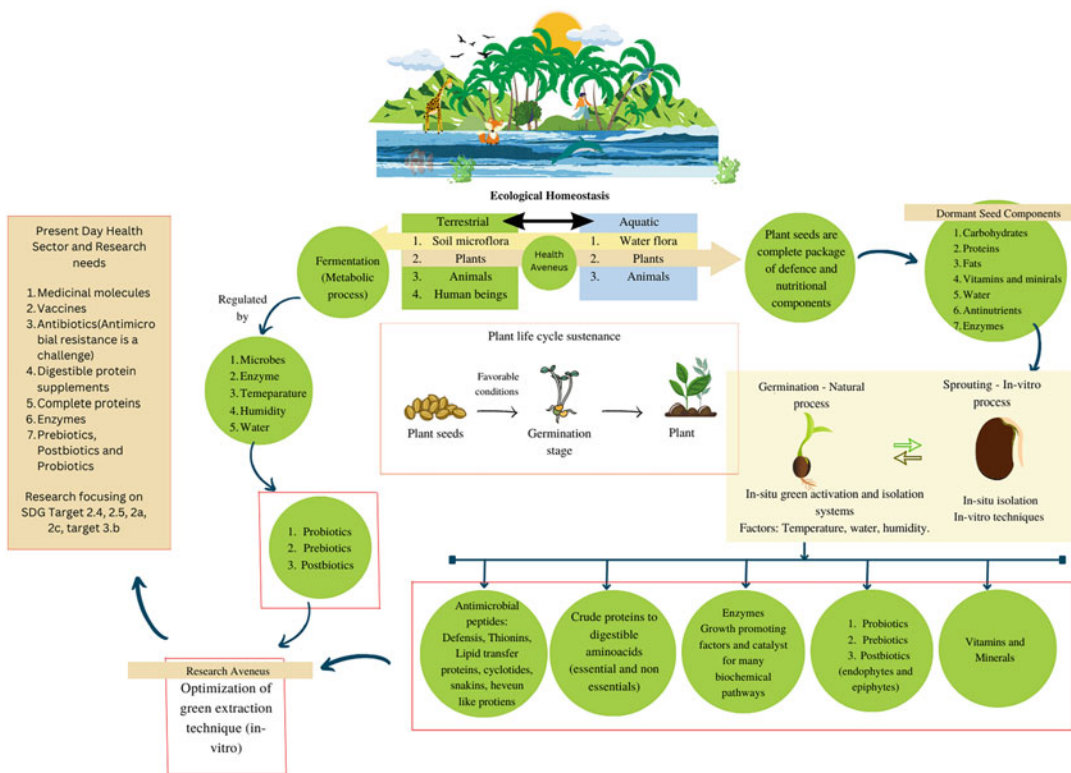 Ecological Homeostasis
Terrestrial
1. Soil microflora
2. Plants
3. Animals
4. Human beings
Health
Aveneus
Aquatic
1. Water flora
2. Plants
3. Animals
Present Day Health
Sector and Research
needs
1. Medicinal molecules
2. Vaccines
3. Antibiotics(Antimicro
bial resistance is a
challenge)
4. Digestible protein
supplements
5. Complete proteins
6. Enzymes
7. Prebiotics,
Postbiotics and
Probiotics
Research focusing on
SDG Target 2.4, 2.5, 2a,
2c, target 3.b
Fermentation
(Metabolic
process)
Regulated
by
1. Microbes
2. Enzyme
3. Temeparature
4. Humidity
5. Water
1. Probiotics
2. Prebiotics
3. Postbiotics
Research Aveneus
Optimization of
green extraction
technique (in-
vitro)
Plant life cycle sustenance
Plant seeds
Favorable
conditions
Germination
stage
Plant
Plant seeds are
complete package
of defence and
nutritional
components
Dormant Seed Components
1. Carbohydrates
2. Proteins
3. Fats
4. Vitamins and minirals
5. Water
6. Antinutrients
7. Enzymes
Germination - Natural
process
In-situ green activation and isolation
systems
Factors: Temperature, water, humidity.
Sprouting - In-vitro
process
In-situ isolation
In-vitro techniques
Antimicrobial
peptides:
Defensis, Thionins,
Lipid transfer
proteins, cyclotides,
snakins, heveun
like protiens
Crude proteins to
digestible
aminoacids
(essential and non
essentials)
Enzymes
Growth promoting
factors and catalyst
for many
biochemical
pathways
1. Probiotics
2. Prebiotics
3. Postbiotics
(endophytes and
epiphytes)
Vitamins and
Minerals